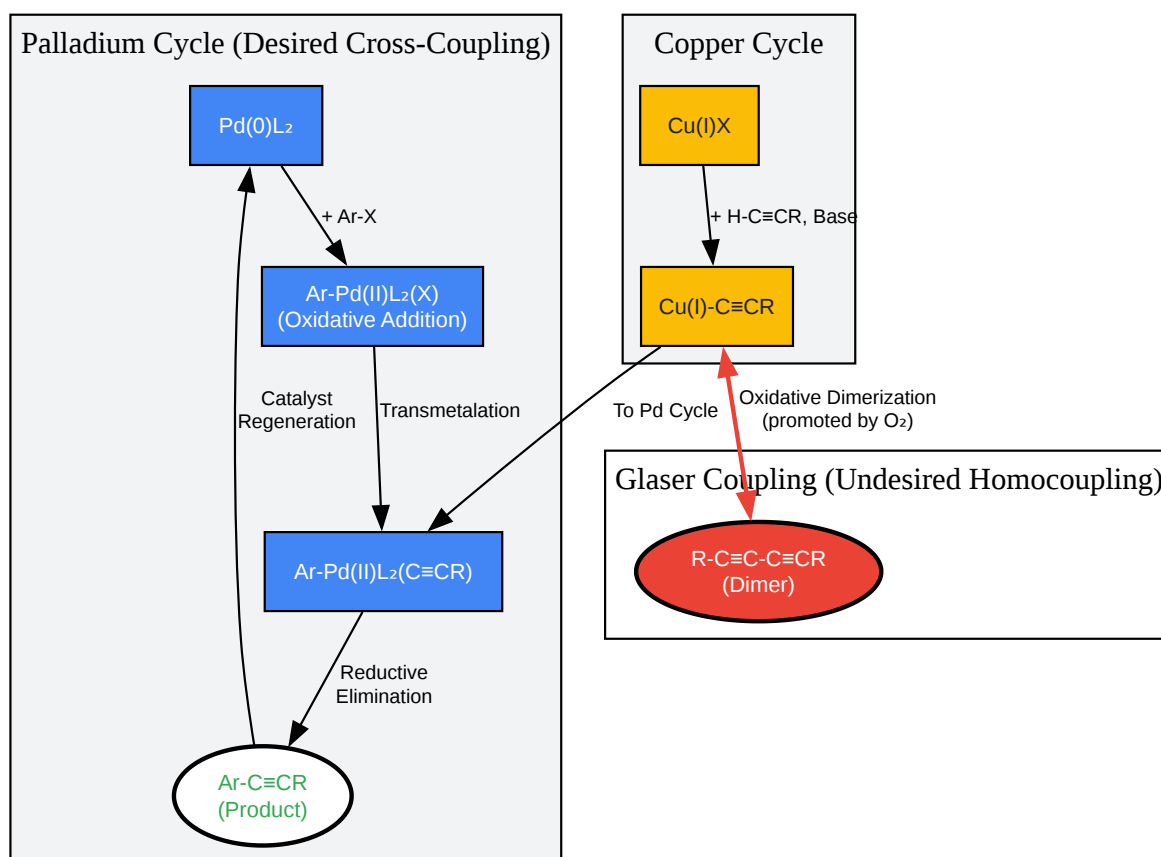 Palladium Cycle (Desired Cross-Coupling)
Pd(0)L₂
+ Ar-X
Ar-Pd(II)L₂(X)
(Oxidative Addition)
Catalyst
Regeneration
Transmetalation
Ar-Pd(II)L₂(C≡CR)
Reductive
Elimination
Ar-C≡CR
(Product)
Copper Cycle
Cu(I)X
+ H-C≡CR, Base
Cu(I)-C≡CR
To Pd Cycle
Oxidative Dimerization
(promoted by O₂)
Glaser Coupling (Undesired Homocoupling)
R-C≡C-C≡CR
(Dimer)